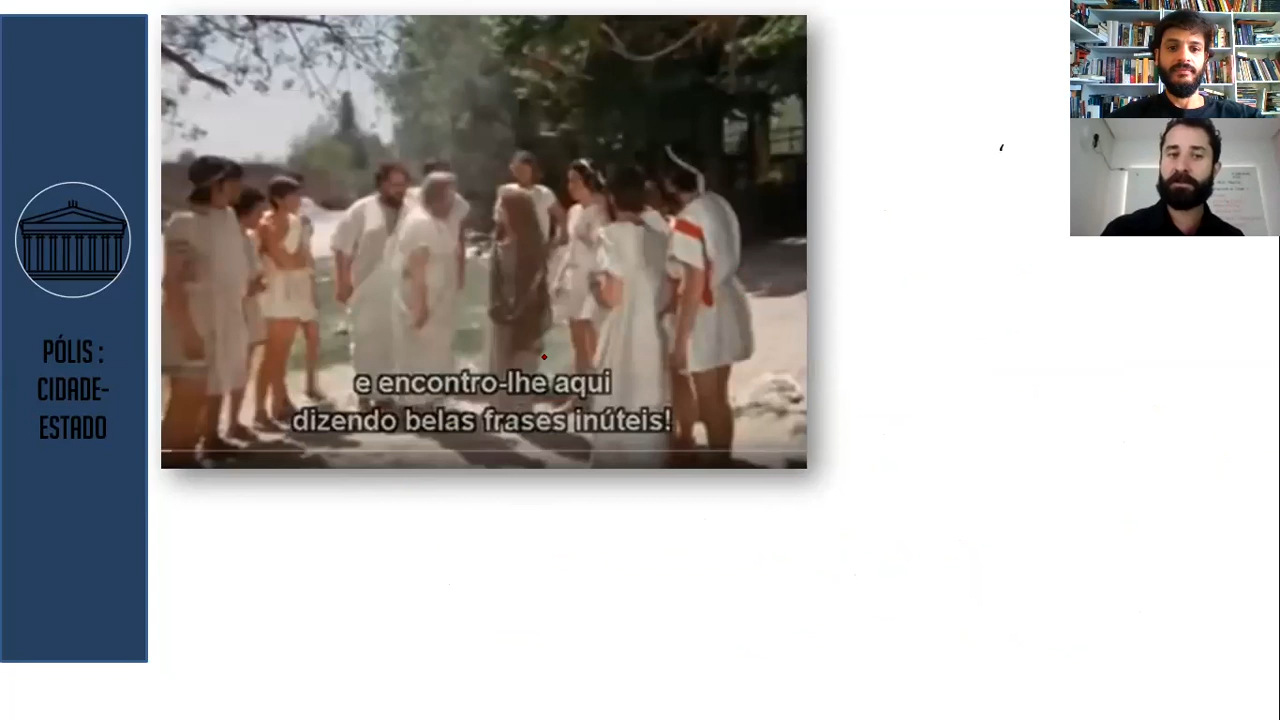 PÓLIS :
CIDADE-
ESTADO
e encontro-lhe aqui
dizendo belas frases inúteis!